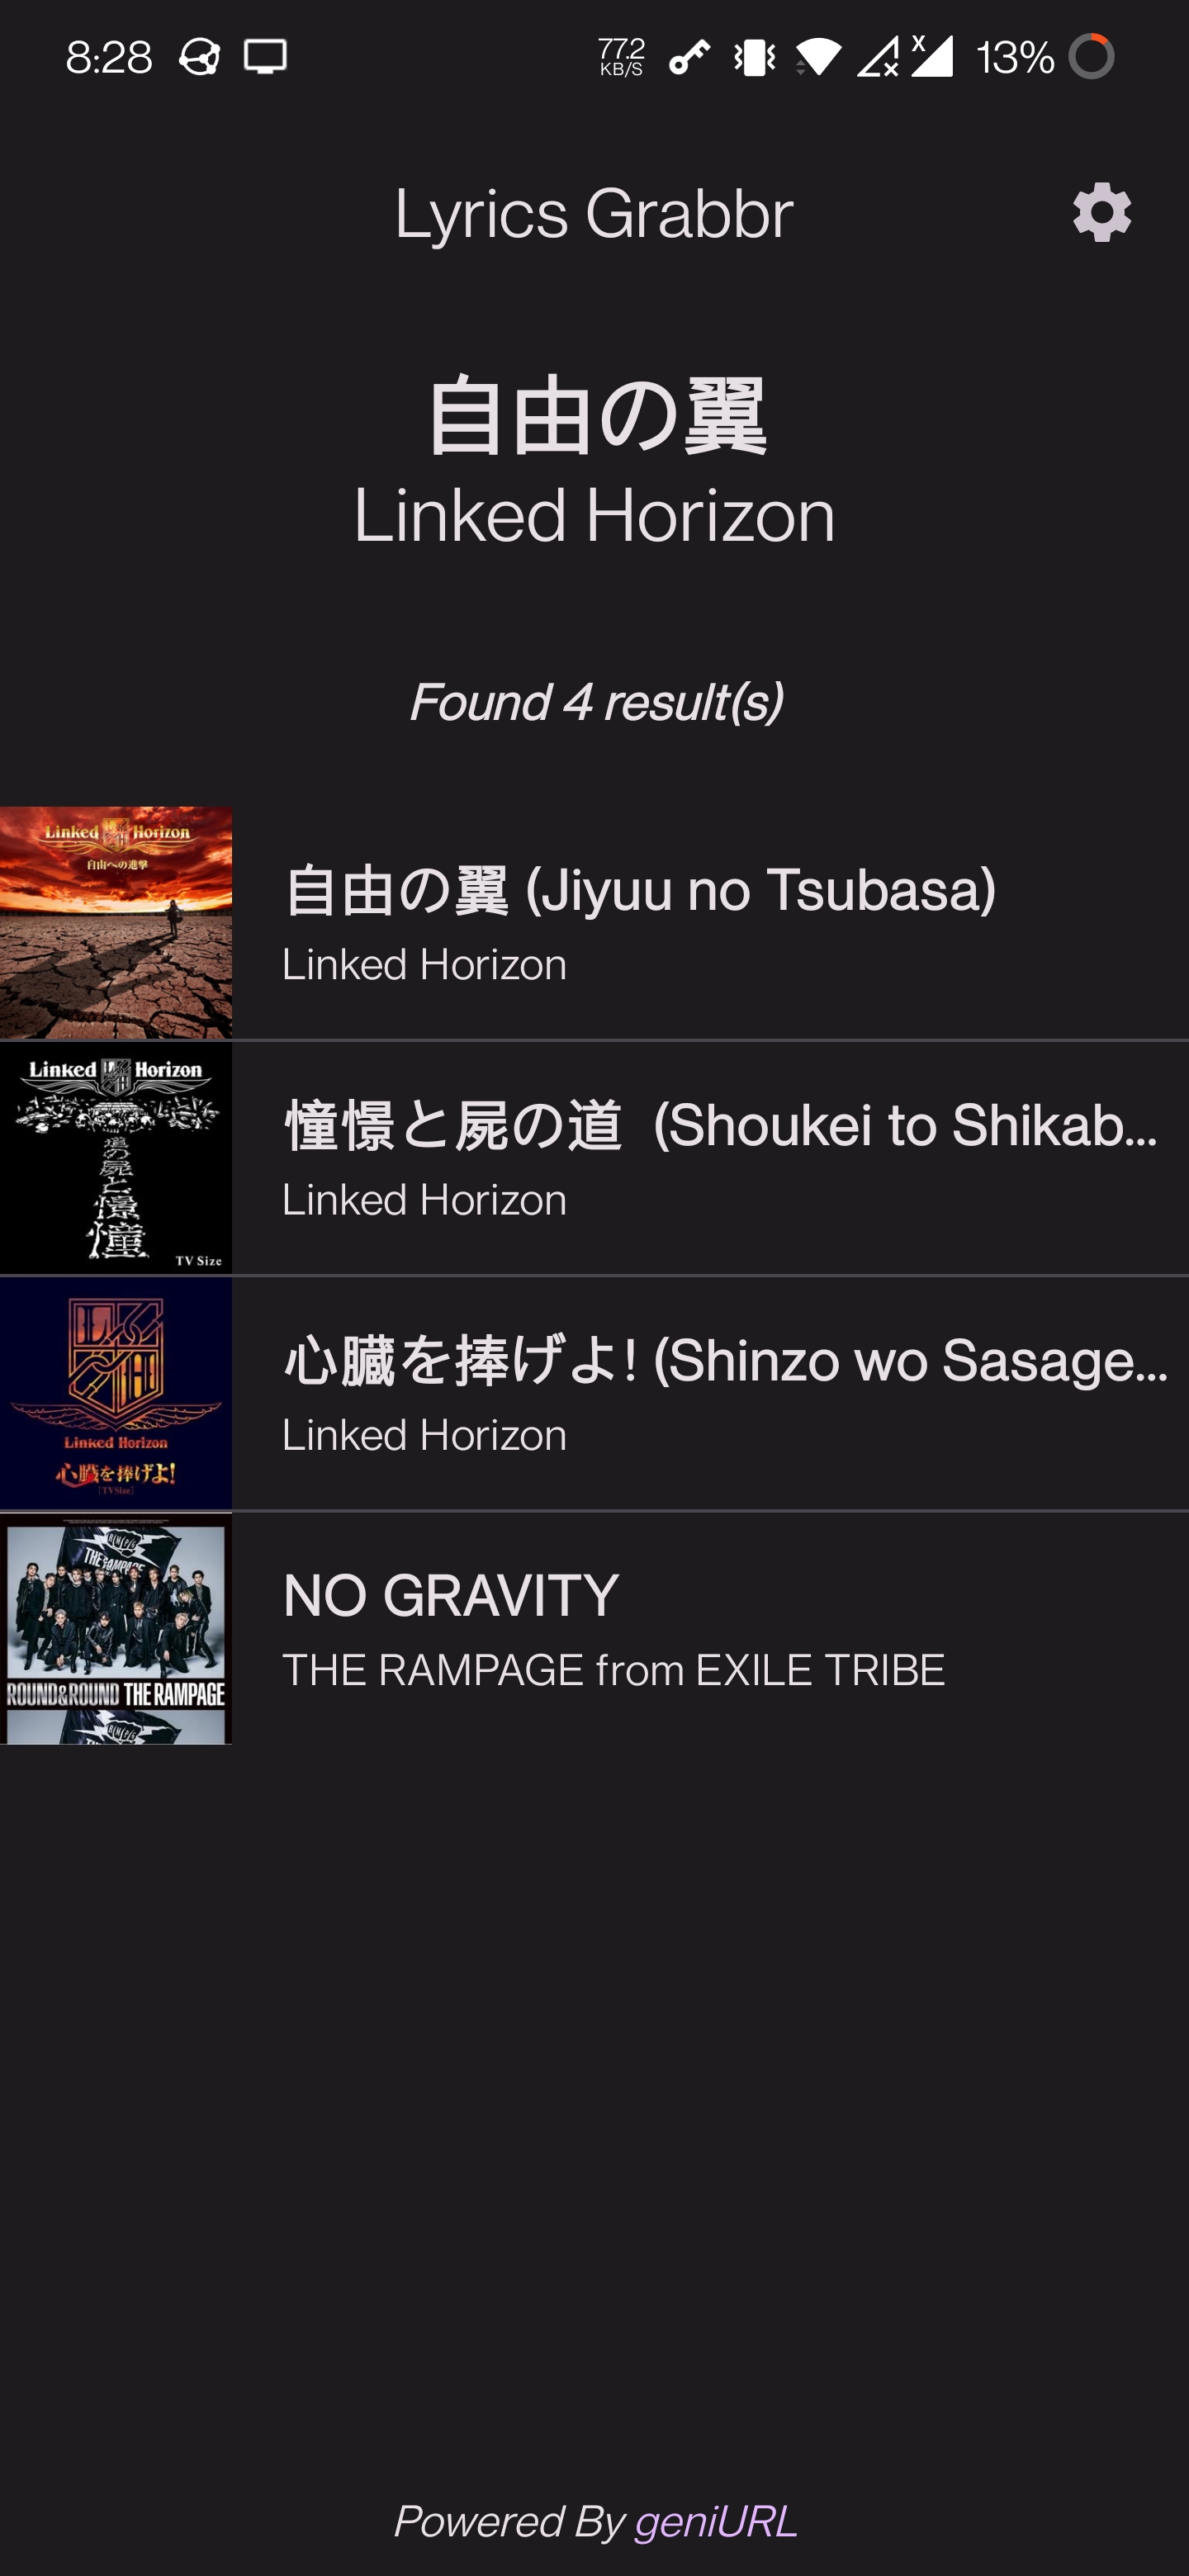 8:28
77.2
KB/S
X
13%
Lyrics Grabbr
自由の翼
Linked Horizon
Found 4 result(s)
Linked Horizon
自由への進撃
自由の翼 (Jiyuu no Tsubasa)
Linked Horizon
Linked Horizon
憧憬と屍の道
TV Size
憧憬と屍の道 (Shoukei to Shikab...
Linked Horizon
Linked Horizon
心臓を捧げよ!
[TV Size]
心臓を捧げよ! (Shinzo wo Sasage...
Linked Horizon
THE RAMPAGE
ROUND&ROUND THE RAMPAGE
NO GRAVITY
THE RAMPAGE from EXILE TRIBE
Powered By geniURL